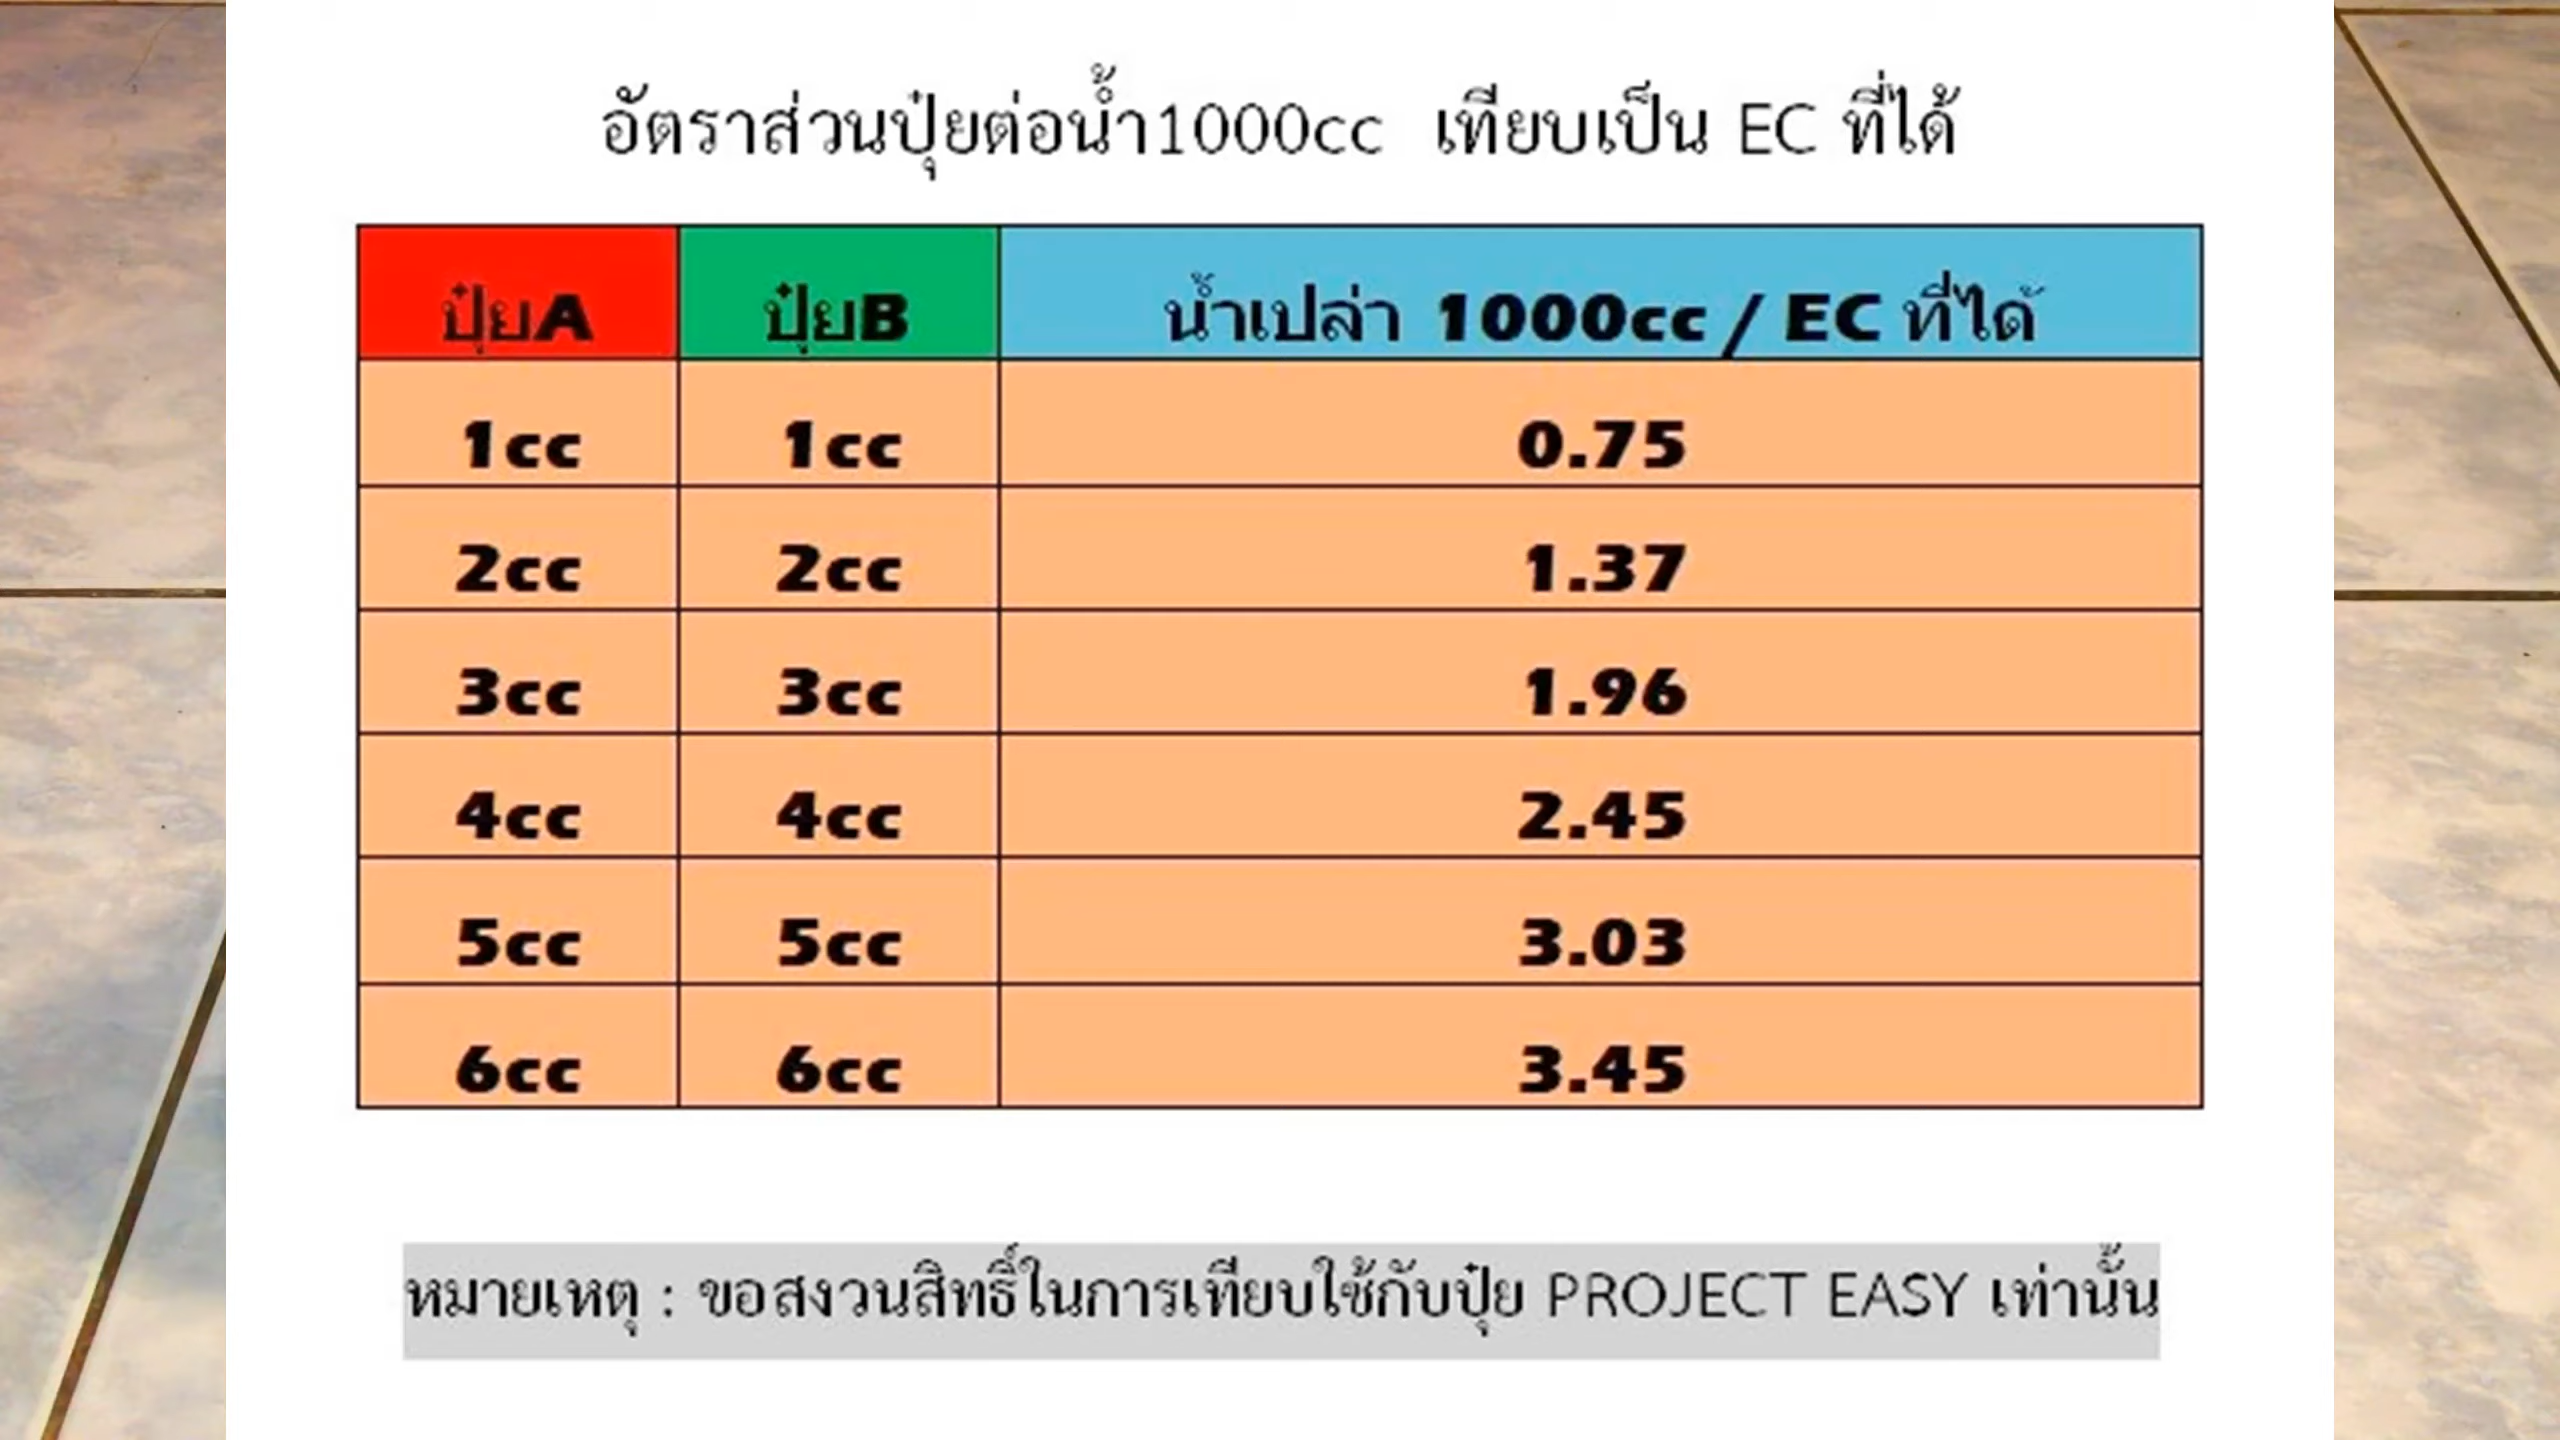 อัตราส่วนปุ๋ยต่อน้ำ1000cc เทียบเป็น EC ที่ได้
ปุ๋ยA ปุ๋ยB น้ำเปล่า 1000cc / EC ที่ได้
1cc 1cc 0.75
2cc 2cc 1.37
3cc 3cc 1.96
4cc 4cc 2.45
5cc 5cc 3.03
6cc 6cc 3.45
หมายเหตุ : ขอสงวนสิทธิ์ในการเทียบใช้กับปุ๋ย PROJECT EASY เท่านั้น